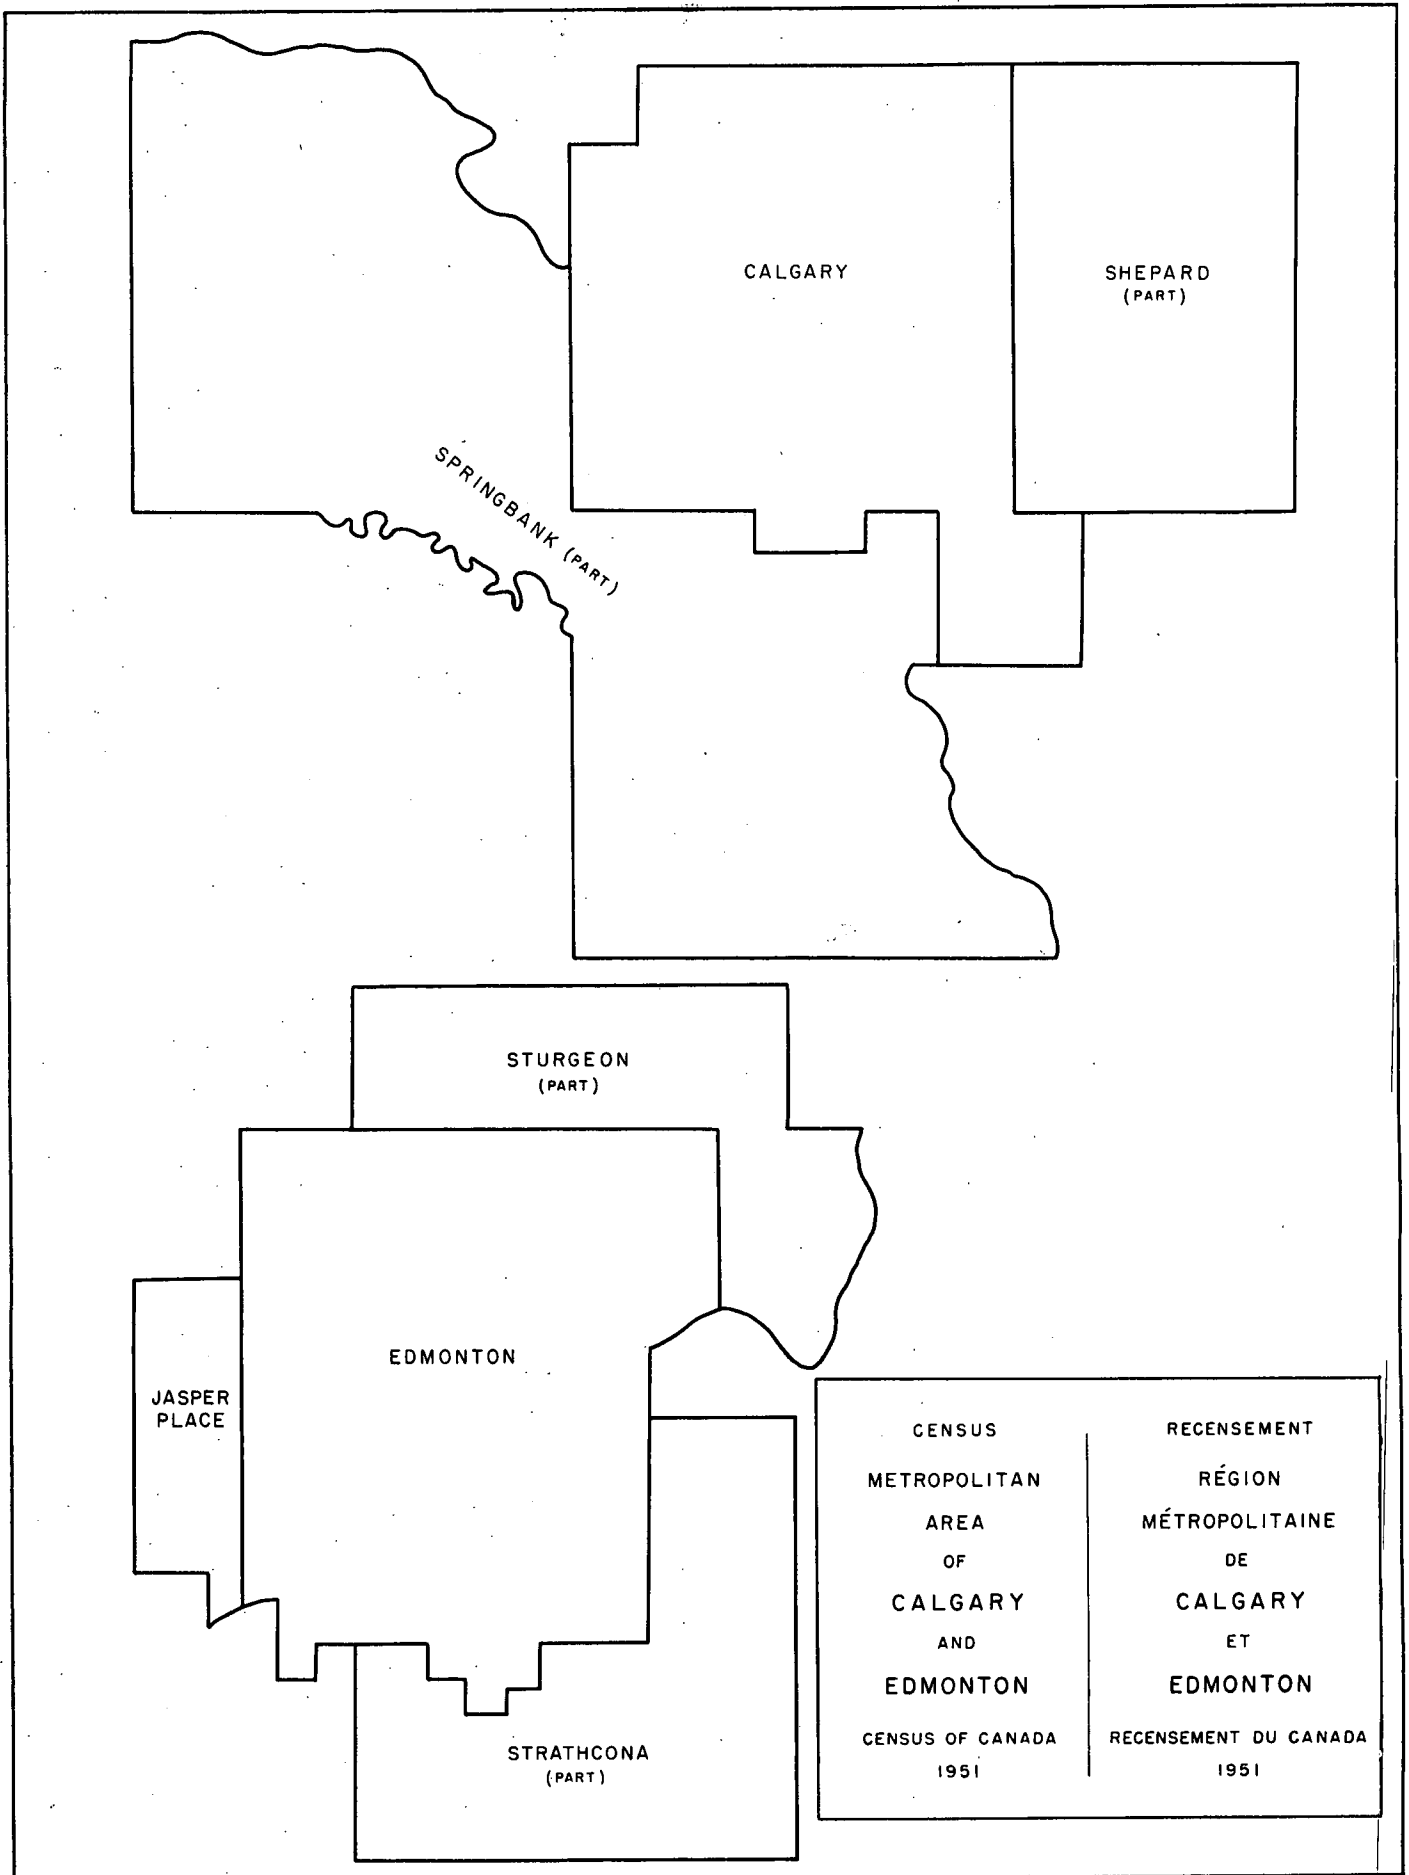 CALGARY
SHEPARD
(PART)
SPRINGBANK (PART)
STURGEON
(PART)
EDMONTON
JASPER
PLACE
STRATHCONA
(PART)
CENSUS
METROPOLITAN
AREA
OF
CALGARY
AND
EDMONTON
CENSUS OF CANADA
1951
RECENSEMENT
RÉGION
MÉTROPOLITAINE
DE
CALGARY
ET
EDMONTON
RECENSEMENT DU CANADA
1951